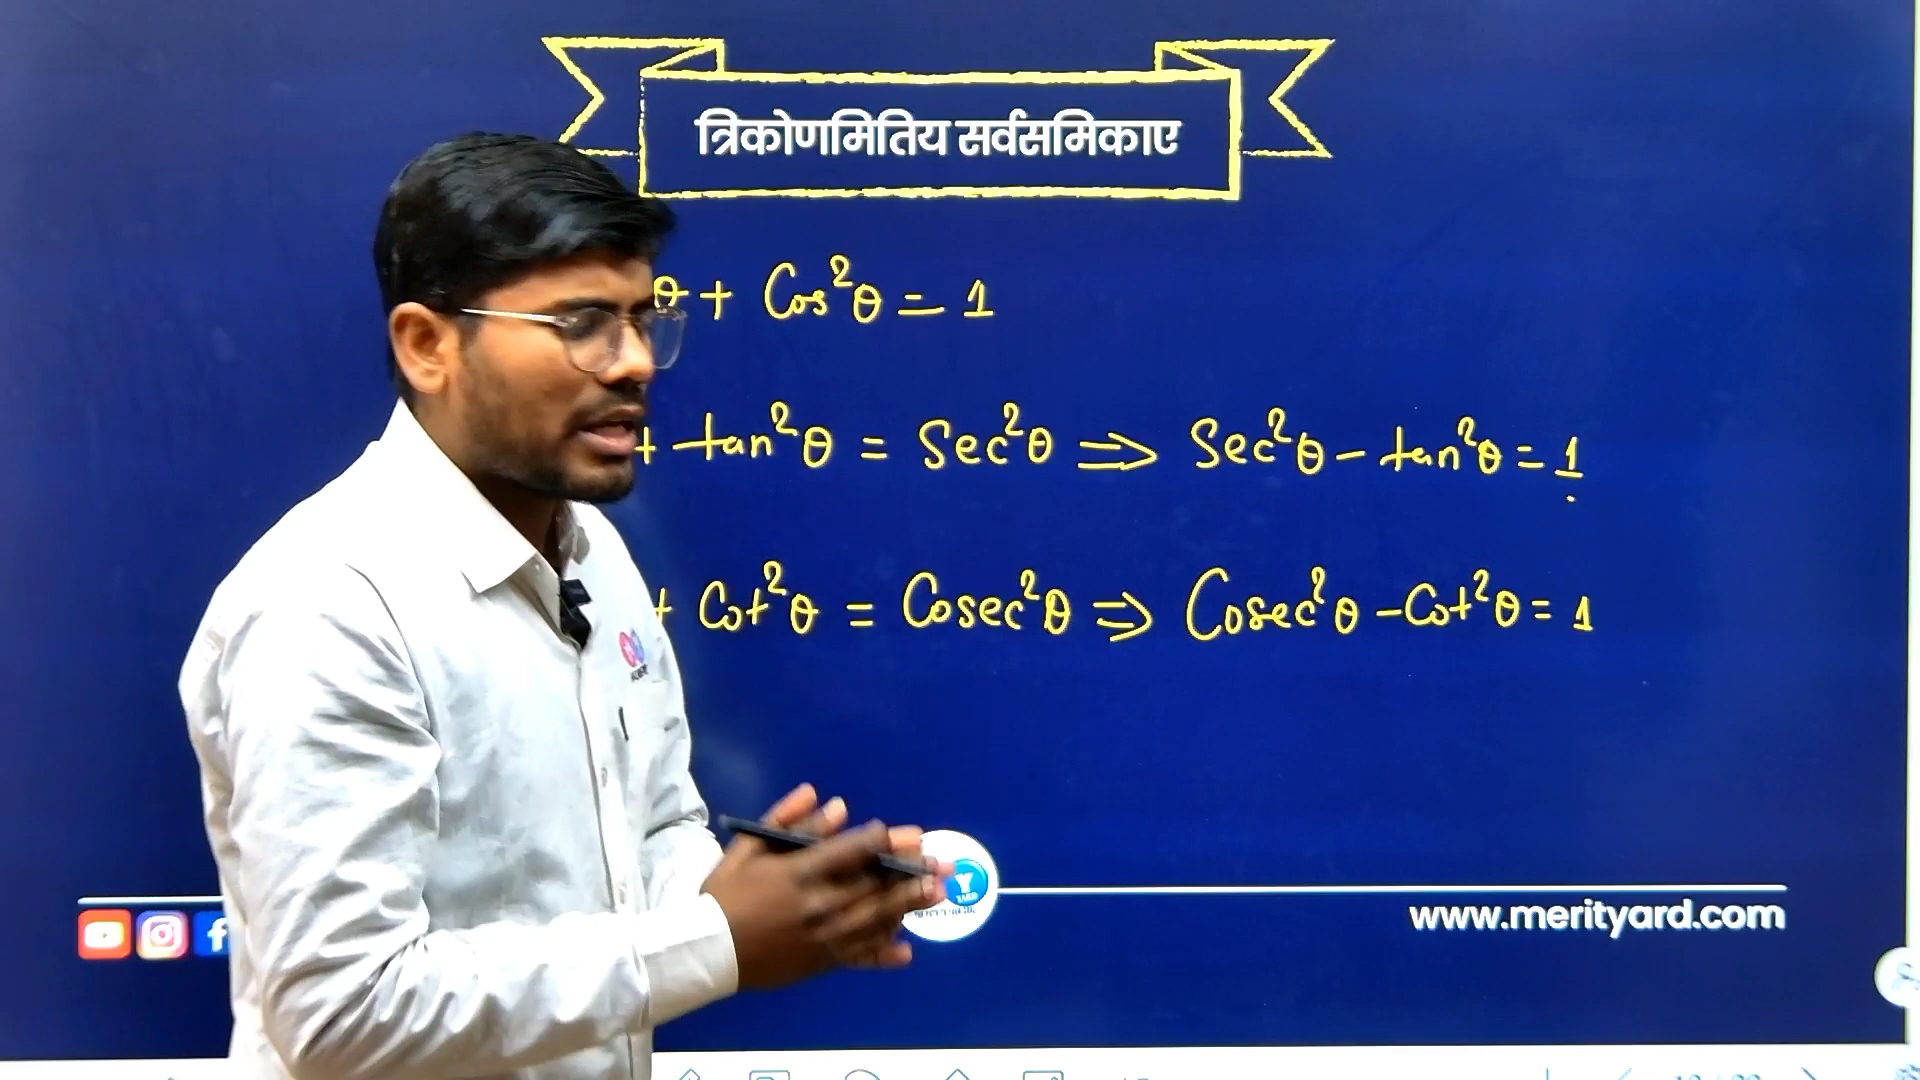 त्रिकोणमितिय सर्वसमिकाए
θ + Cos²θ = 1
+ tan²θ = Sec²θ ⇒ Sec²θ - tan²θ = 1
+ Cot²θ = Cosec²θ ⇒ Cosec²θ - Cot²θ = 1
www.merityard.com